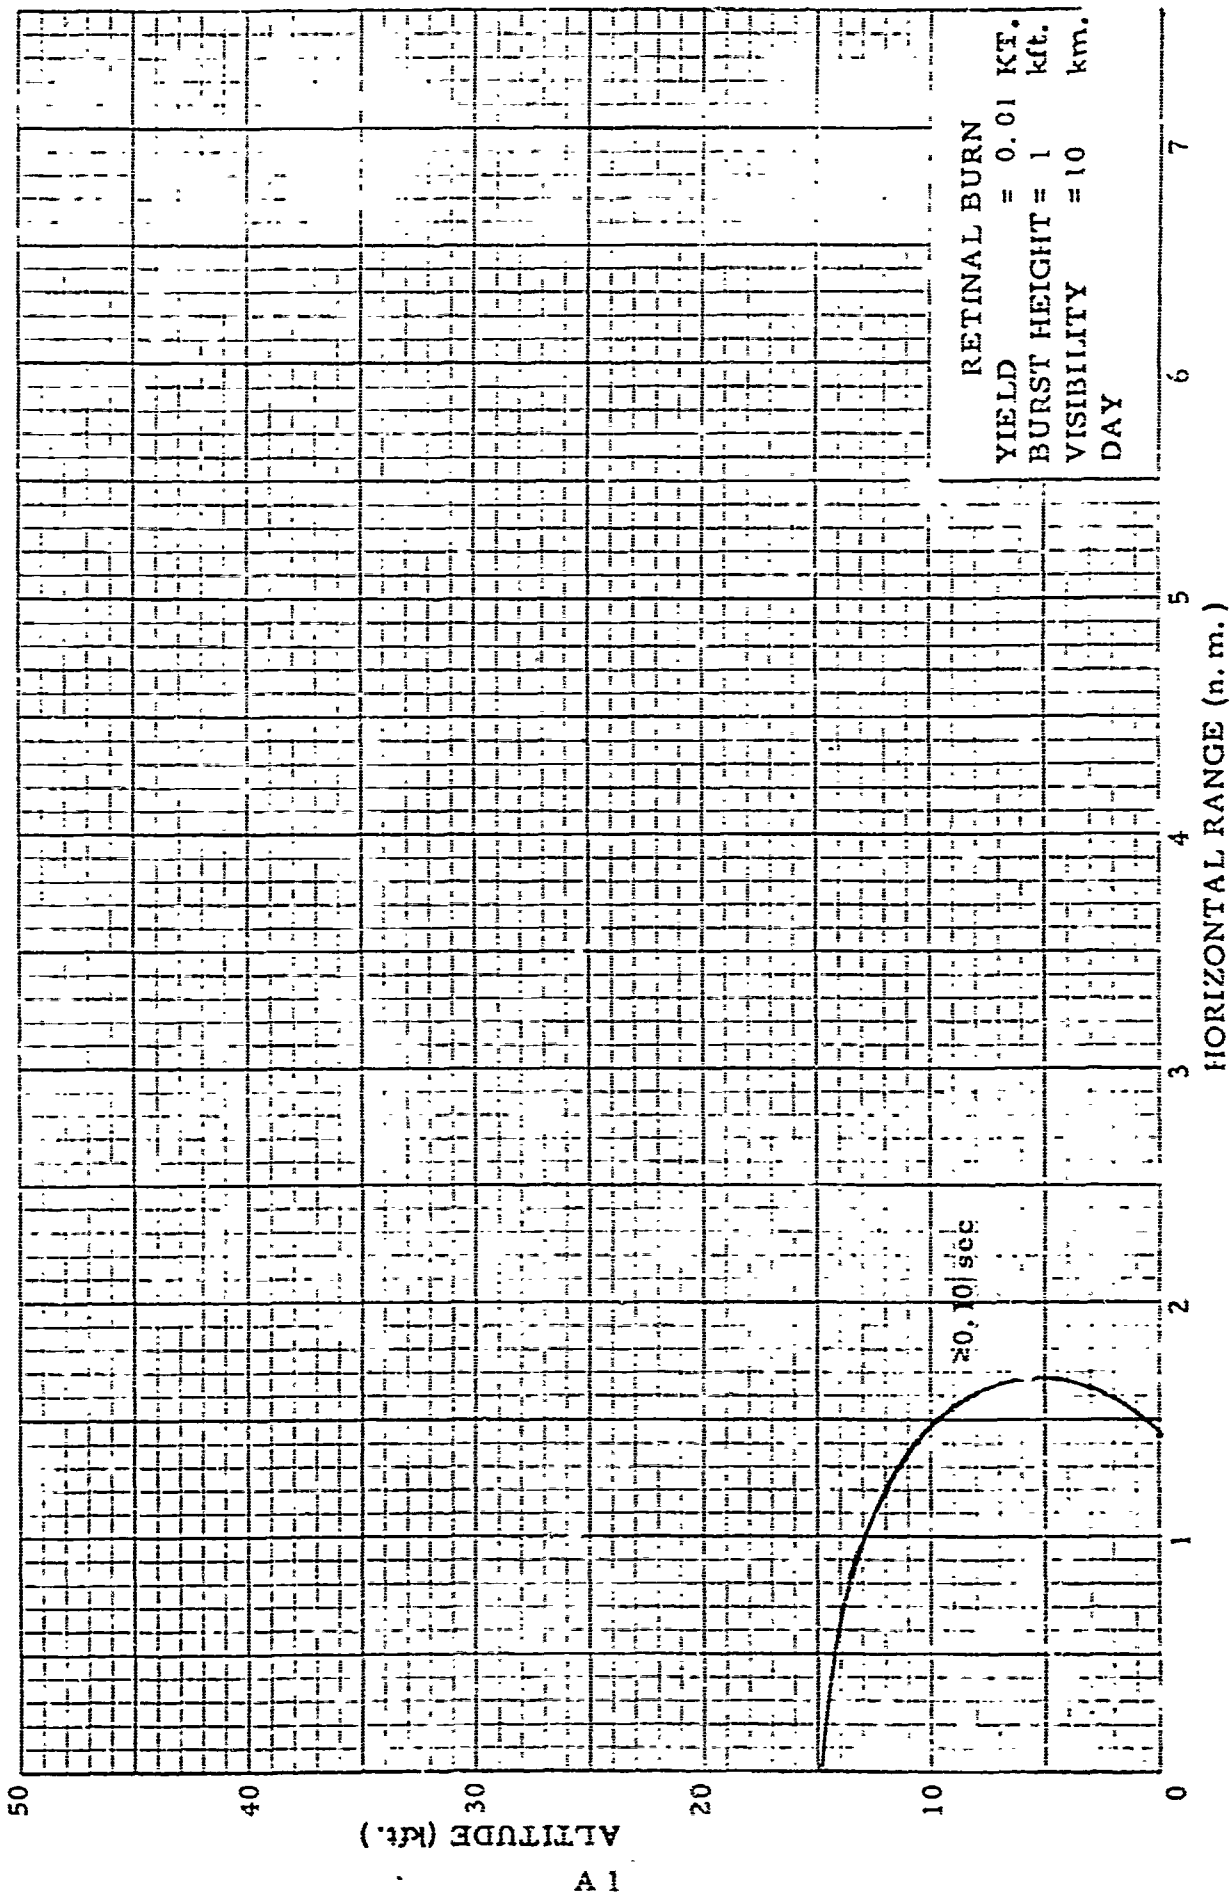 50
40
30
20
10
0
ALTITUDE (kft.)
≥0.10 sec
RETINAL BURN
YIELD = 0.01 KT.
BURST HEIGHT = 1 kft.
VISIBILITY = 10 km.
DAY
1 2 3 4 5 6 7
HORIZONTAL RANGE (n. m.)
1 A